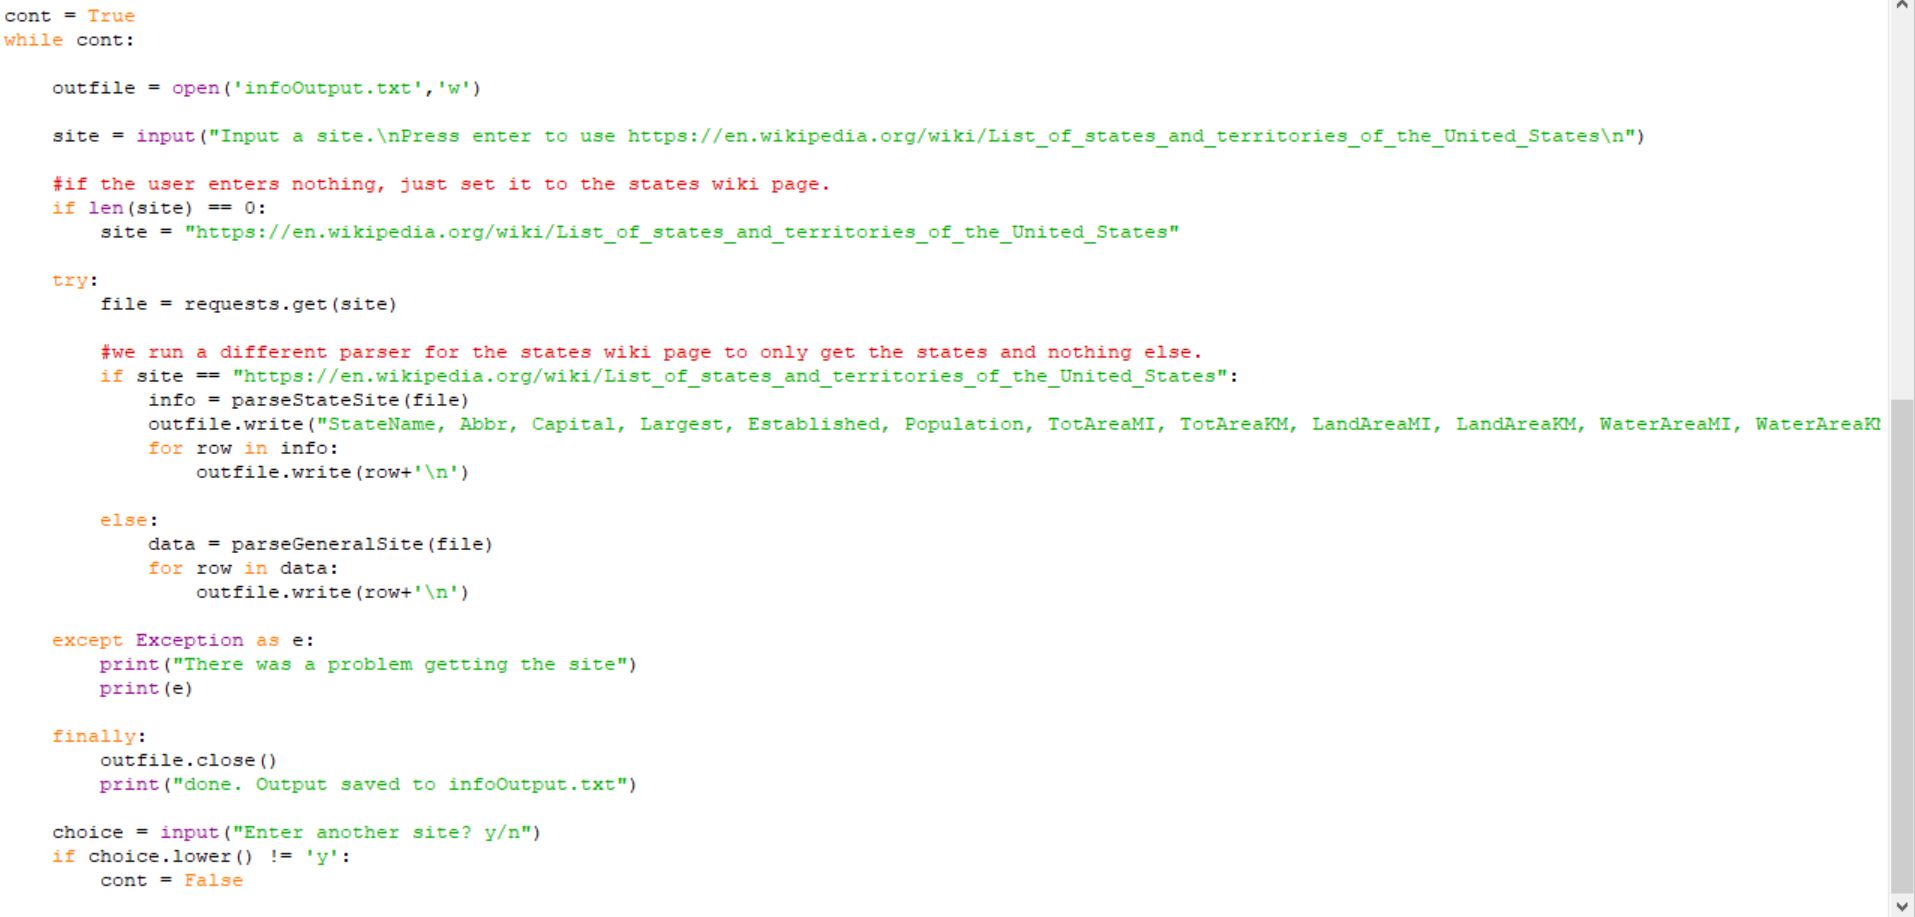 cont = True
while cont:
outfile = open('infoOutput.txt','w')
site = input("Input a site.\nPress enter to use https://en.wikipedia.org/wiki/List_of_states_and_territories_of_the_United_States\n")
#if the user enters nothing, just set it to the states wiki page.
if len(site) == 0:
site = "https://en.wikipedia.org/wiki/List_of_states_and_territories_of_the_United_States"
try:
file = requests.get(site)
#we run a different parser for the states wiki page to only get the states and nothing else.
if site == "https://en.wikipedia.org/wiki/List_of_states_and_territories_of_the_United_States":
info = parseStateSite(file)
outfile.write("StateName, Abbr, Capital, Largest, Established, Population, TotAreaMI, TotAreaKM, LandAreaMI, LandAreaKM, WaterAreaMI, WaterAreaK
for row in info:
outfile.write(row+'\n')
else:
data = parseGeneralSite(file)
for row in data:
outfile.write(row+'\n')
except Exception as e:
print("There was a problem getting the site")
print(e)
finally:
outfile.close()
print("done. Output saved to infoOutput.txt")
choice = input("Enter another site? y/n")
if choice.lower() != 'y':
cont = False